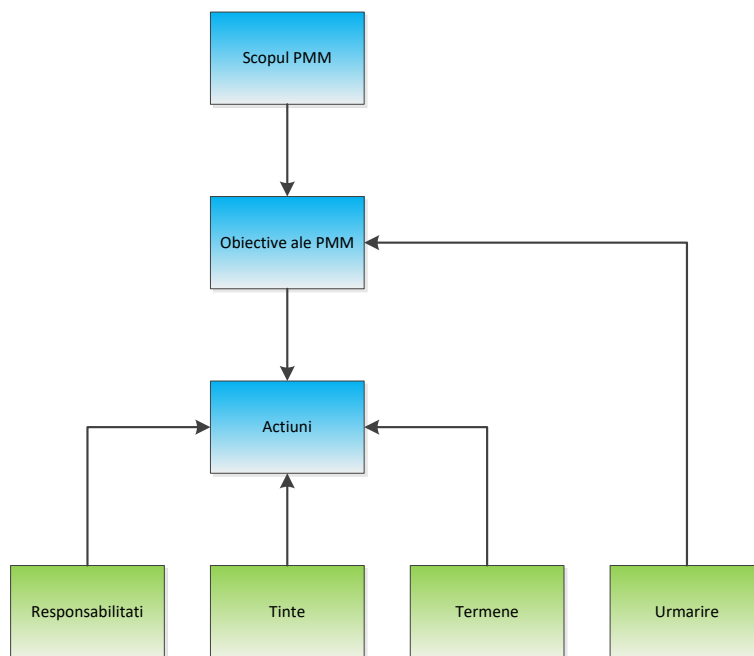 Scopul PMM
Obiective ale PMM
Actiuni
Responsabilitati
Tinte
Termene
Urmarire